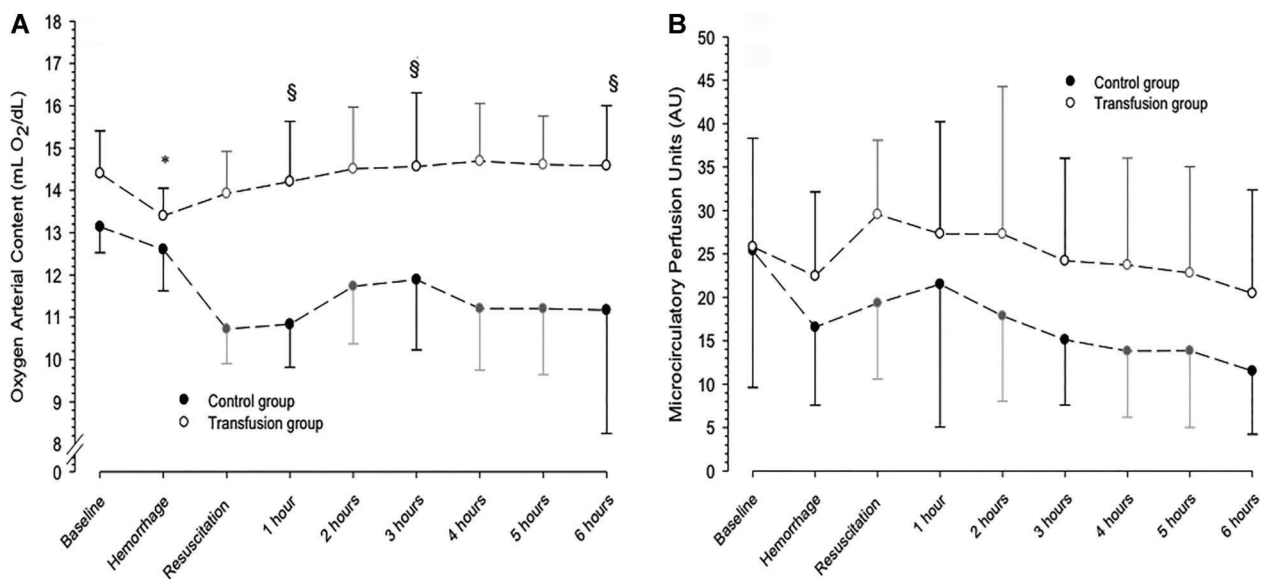 A
Oxygen Arterial Content (mL O2/dL)
18
17
16
15
14
13
12
11
10
9
8
0
§
§
§
*
Control group
Transfusion group
Baseline
Hemorrhage
Resuscitation
1 hour
2 hours
3 hours
4 hours
5 hours
6 hours
B
Microcirculatory Perfusion Units (AU)
50
45
40
35
30
25
20
15
10
5
0
Control group
Transfusion group
Baseline
Hemorrhage
Resuscitation
1 hour
2 hours
3 hours
4 hours
5 hours
6 hours